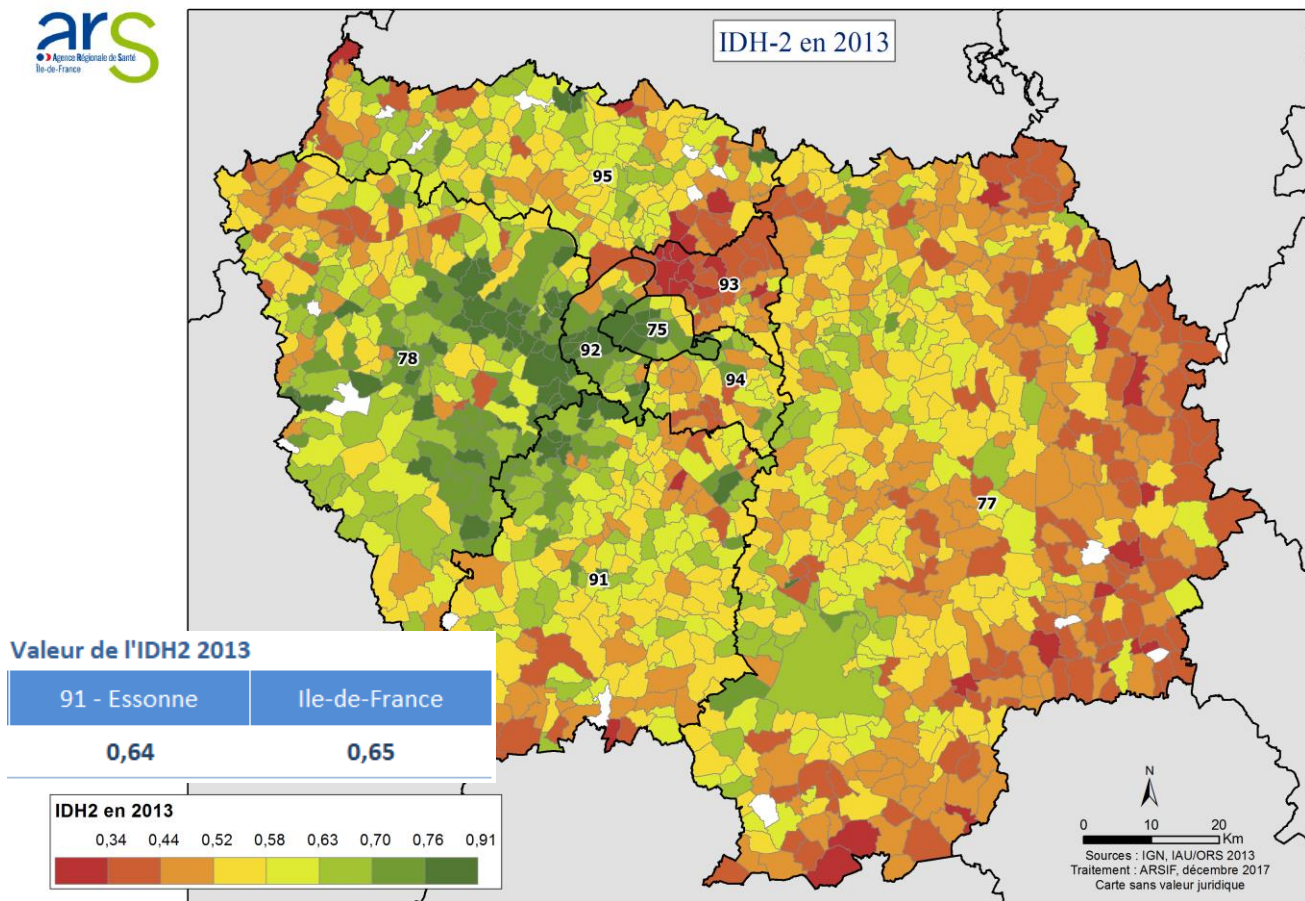 ars
Agence Régionale de Santé
Île-de-France
IDH-2 en 2013
95
93
75
92
78
94
77
91
Valeur de l'IDH2 2013
91 - Essonne Ile-de-France
0,64 0,65
IDH2 en 2013
0,34 0,44 0,52 0,58 0,63 0,70 0,76 0,91
N
0 10 20
Km
Sources : IGN, IAU/ORS 2013
Traitement : ARSIF, décembre 2017
Carte sans valeur juridique